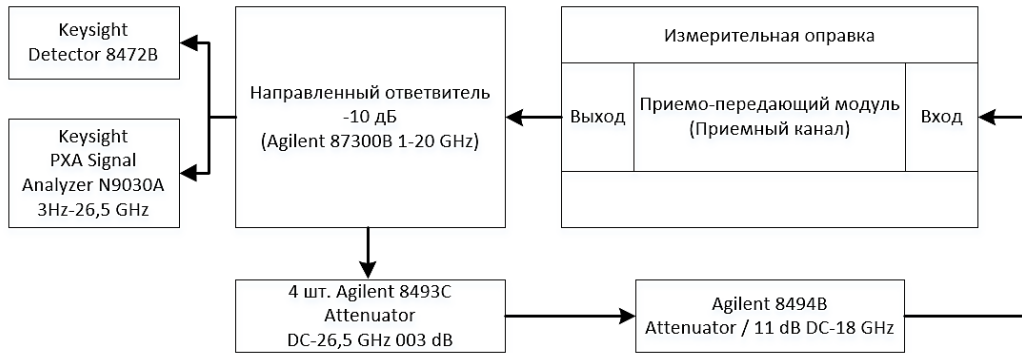 Keysight
Detector 8472B
Keysight
PXA Signal
Analyzer N9030A
3Hz-26,5 GHz
Направленный ответвитель
-10 дБ
(Agilent 87300B 1-20 GHz)
Измерительная оправка
Выход
Приемо-передающий модуль
(Приемный канал)
Вход
4 шт. Agilent 8493C
Attenuator
DC-26,5 GHz 003 dB
Agilent 8494B
Attenuator / 11 dB DC-18 GHz